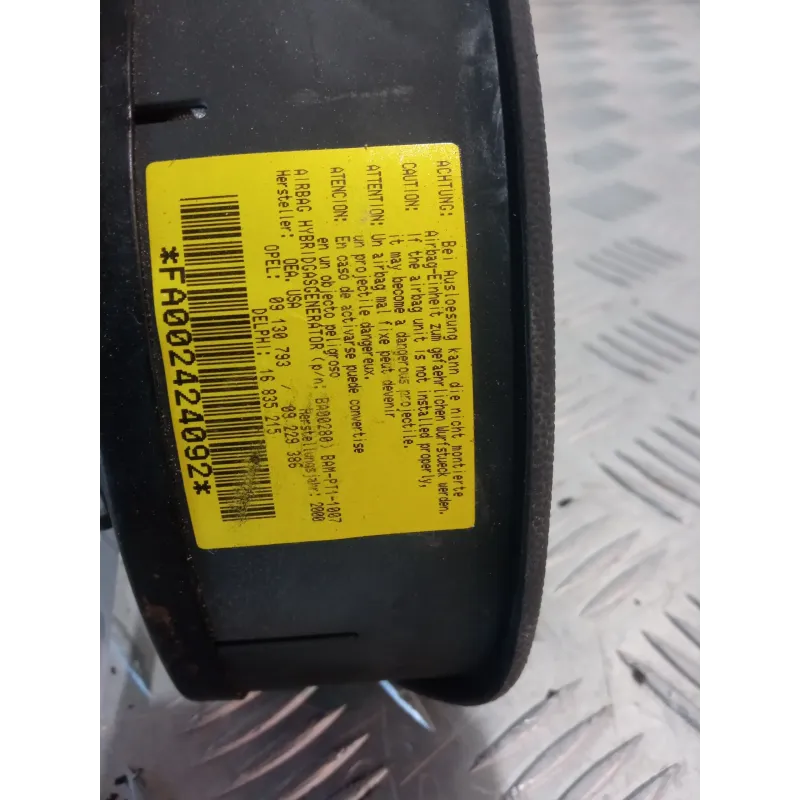 ACHTUNG: Bei Ausloesung kann die nicht montierte
Airbag-Einheit zum gefaehrlichen Wurfstueck werden.
CAUTION: If the airbag unit is not installed properly,
it may become a dangerous projectile.
ATTENTION: Un airbag mal fixe peut devenir
un projectile dangereux.
ATENCION: En caso de activarse puede convertise
en un objecto peligroso
AIRBAG HYBRIDGASGENERATOR (p/n: BA00280) BAM-PT1-1007
Hersteller: OEA, USA Herstellungsjahr: 2000
OPEL: 09 130 793 / 09 229 386
DELPHI: 16 835 215
*FA002424092*